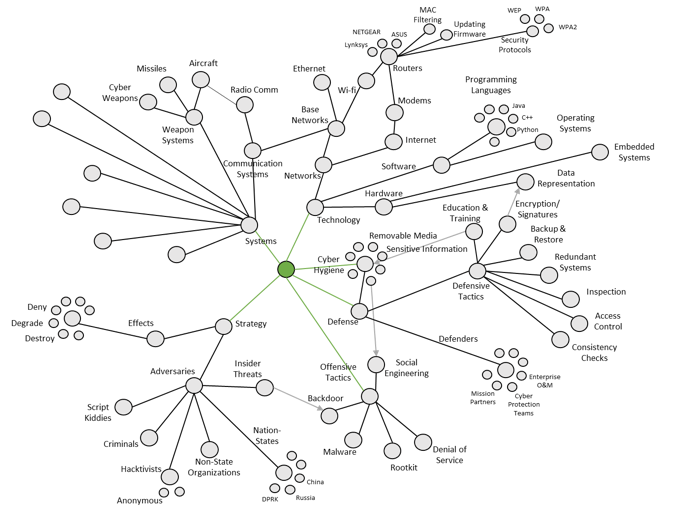 MAC
Filtering
WEP
WPA
WPA2
Security
Protocols
Updating
Firmware
NETGEAR
ASUS
Lynksys
Routers
Aircraft
Missiles
Cyber
Weapons
Radio Comm
Weapon
Systems
Ethernet
Wi-fi
Base
Networks
Modems
Internet
Communication
Systems
Networks
Programming
Languages
Java
C++
Python
Operating
Systems
Software
Embedded
Systems
Hardware
Data
Representation
Technology
Systems
Education &
Training
Encryption/
Signatures
Removable Media
Sensitive Information
Cyber
Hygiene
Backup &
Restore
Redundant
Systems
Defensive
Tactics
Inspection
Access
Control
Consistency
Checks
Defense
Defenders
Deny
Degrade
Destroy
Effects
Strategy
Adversaries
Insider
Threats
Offensive
Tactics
Social
Engineering
Backdoor
Enterprise
O&M
Mission
Partners
Cyber
Protection
Teams
Script
Kiddies
Criminals
Hacktivists
Anonymous
Non-State
Organizations
Nation-
States
China
Russia
DPRK
Malware
Rootkit
Denial of
Service